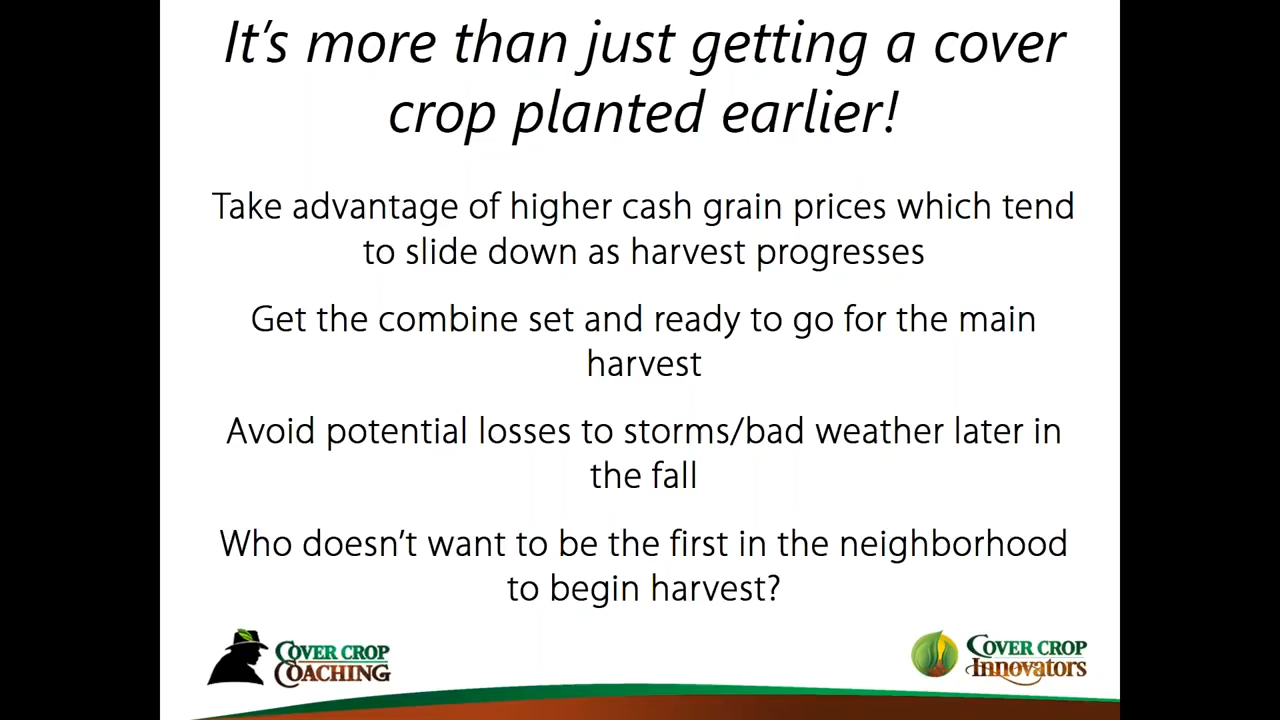 It's more than just getting a cover
crop planted earlier!
Take advantage of higher cash grain prices which tend
to slide down as harvest progresses
Get the combine set and ready to go for the main
harvest
Avoid potential losses to storms/bad weather later in
the fall
Who doesn't want to be the first in the neighborhood
to begin harvest?
COVER CROP
COACHING
COVER CROP
Innovators